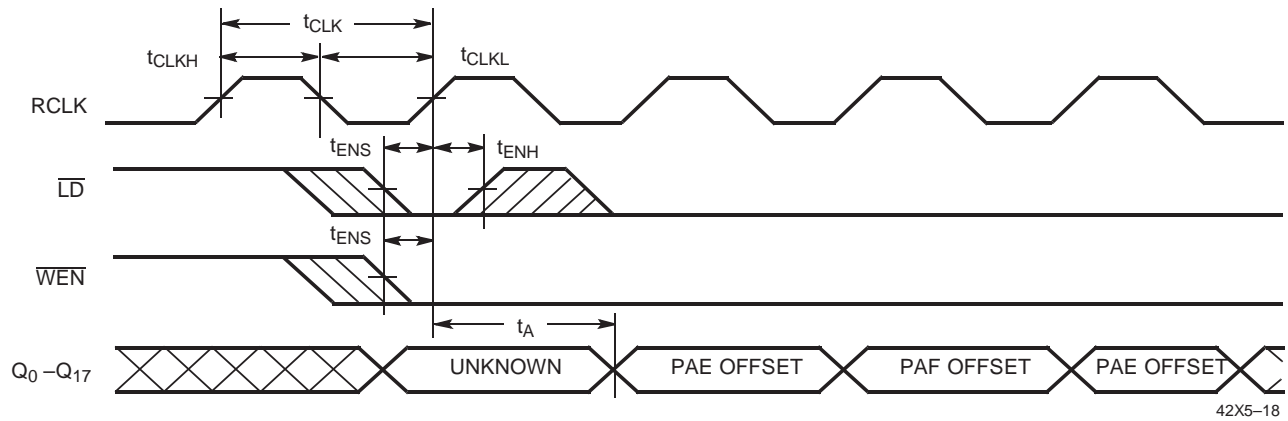 tCLK
tCLKH
tCLKL
RCLK
tENS
tENH
LD
tENS
WEN
tA
Q0 –Q17
UNKNOWN
PAE OFFSET
PAF OFFSET
PAE OFFSET
42X5–18